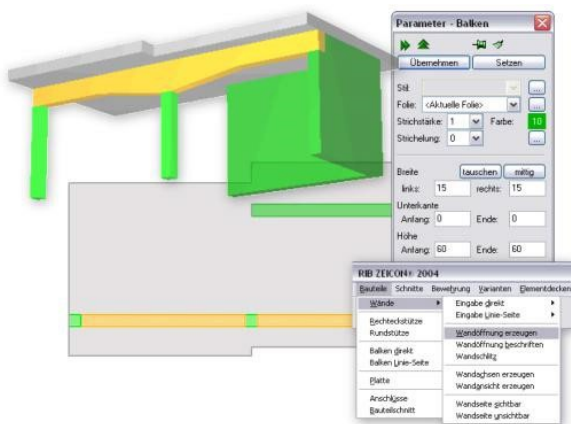 Parameter - Balken
Übernehmen Setzen
Stil: ...
Folie: <Aktuelle Folie> ...
Strichstärke: 1 Farbe: 10
Strichelung: 0 ...
Breite tauschen mittig
links: 15 rechts: 15
Unterkante
Anfang: 0 Ende: 0
Höhe
Anfang: 60 Ende: 60
RIB ZEICON® 2004
Bauteile Schnitte Bewehrung Varianten Elementdecken
Wände
Rechteckstütze
Rundstütze
Balken direkt
Balken Linie-Seite
Platte
Anschlüsse
Bauteilschnitt
Eingabe direkt
Eingabe Linie-Seite
Wandöffnung erzeugen
Wandöffnung beschriften
Wandschlitz
Wandachsen erzeugen
Wandansicht erzeugen
Wandseite sichtbar
Wandseite unsichtbar